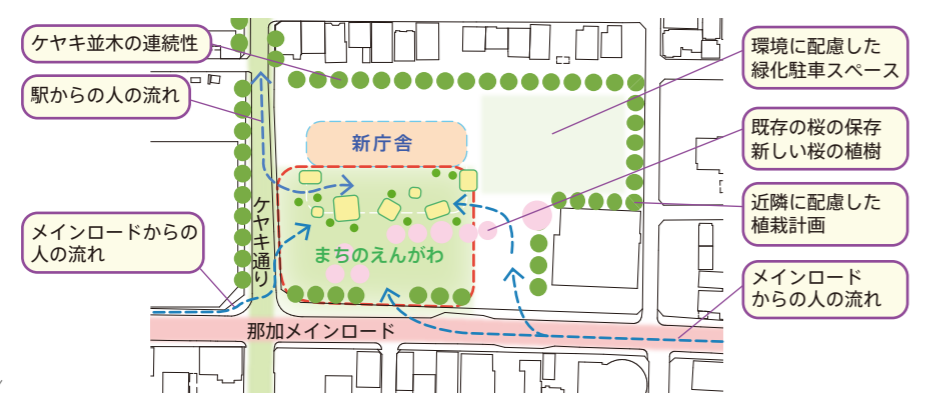 ケヤキ並木の連続性
駅からの人の流れ
メインロードからの
人の流れ
新庁舎
まちのえんがわ
ケヤキ通り
那加メインロード
環境に配慮した
緑化駐車スペース
既存の桜の保存
新しい桜の植樹
近隣に配慮した
植栽計画
メインロード
からの人の流れ